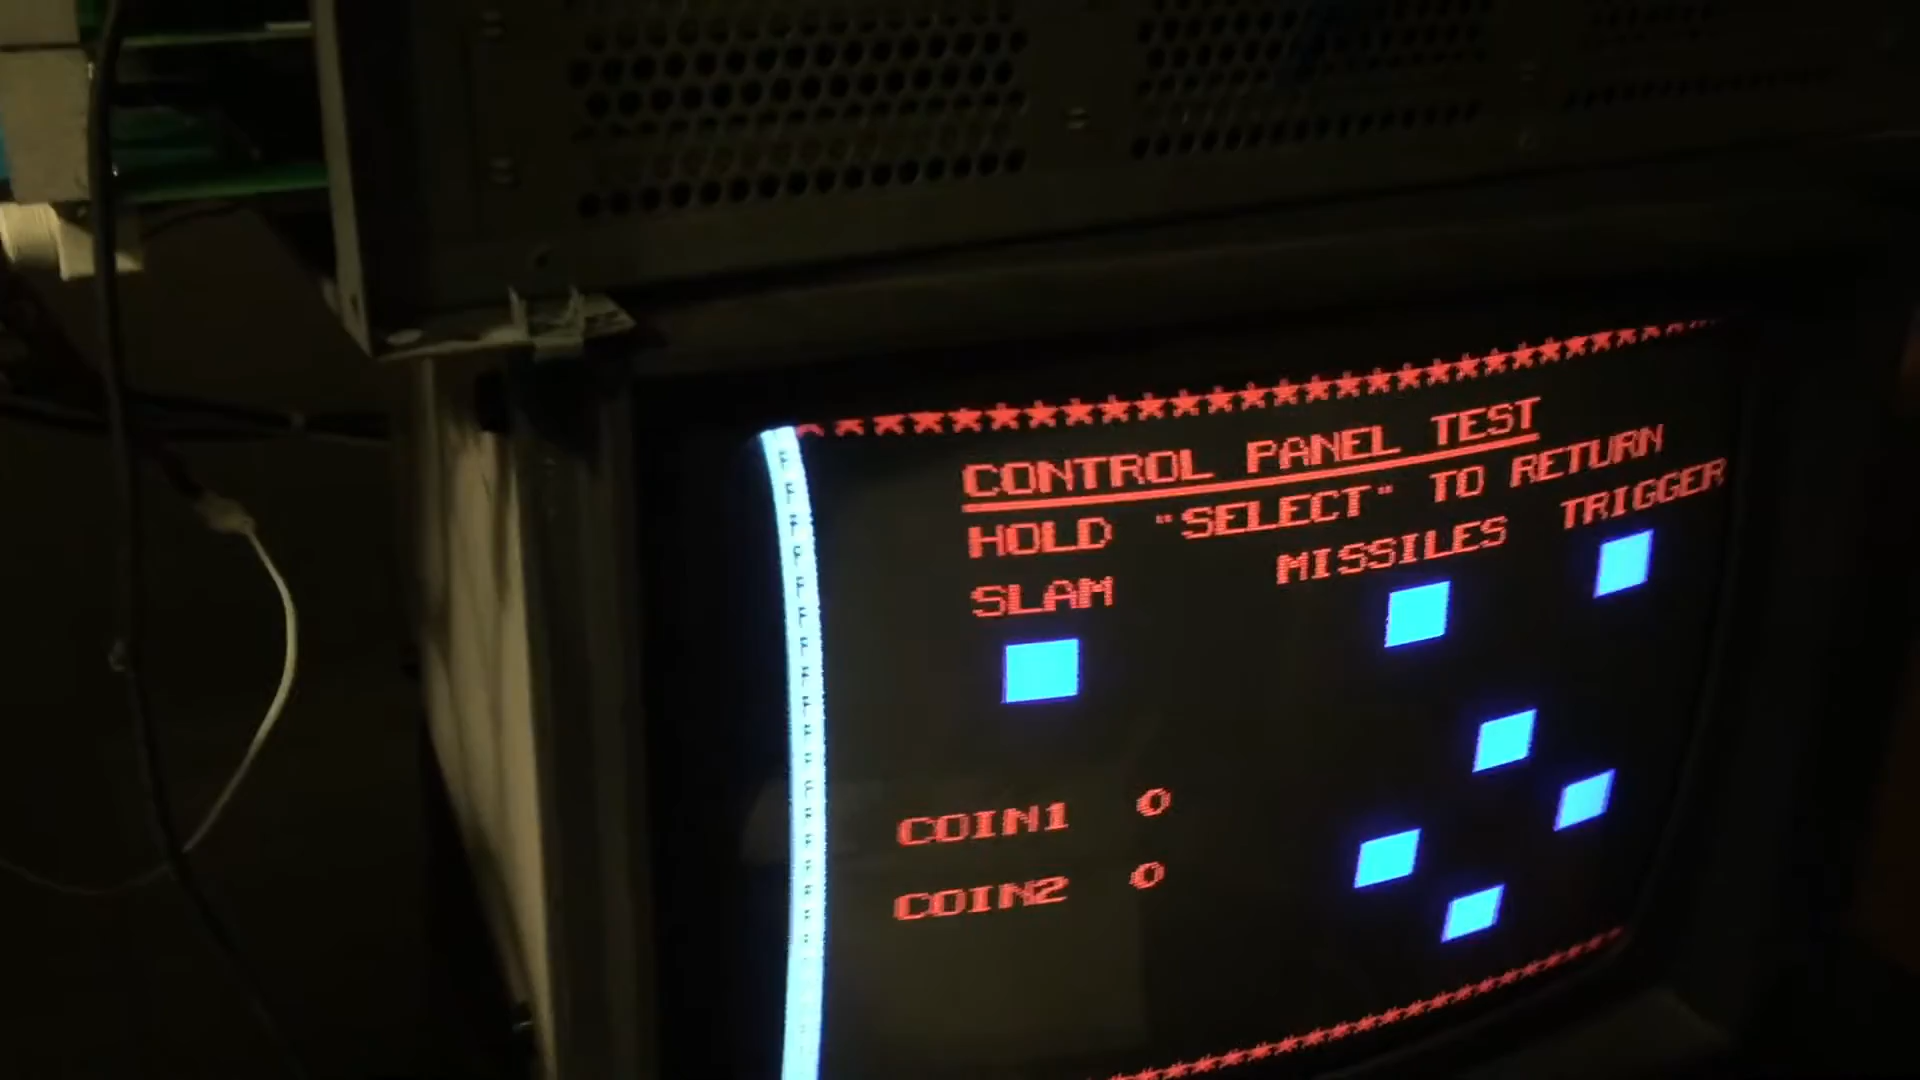 CONTROL PANEL TEST
HOLD "SELECT" TO RETURN
SLAM MISSILES TRIGGER
COIN1 0
COIN2 0